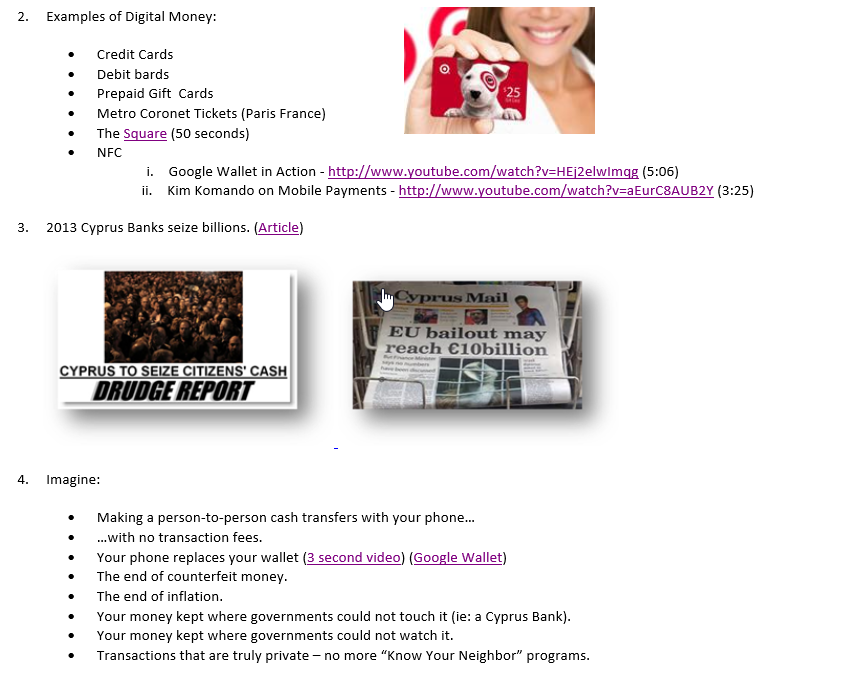 2. Examples of Digital Money:
• Credit Cards
• Debit bards
• Prepaid Gift  Cards
• Metro Coronet Tickets (Paris France)
• The Square (50 seconds)
• NFC
i. Google Wallet in Action - http://www.youtube.com/watch?v=HEj2elwImqg (5:06)
ii. Kim Komando on Mobile Payments - http://www.youtube.com/watch?v=aEurC8AUB2Y (3:25)
$25
3. 2013 Cyprus Banks seize billions. (Article)
CYPRUS TO SEIZE CITIZENS' CASH
DRUDGE REPORT
Cyprus Mail
EU bailout may
reach €10billion
4. Imagine:
• Making a person-to-person cash transfers with your phone…
• …with no transaction fees.
• Your phone replaces your wallet (3 second video) (Google Wallet)
• The end of counterfeit money.
• The end of inflation.
• Your money kept where governments could not touch it (ie: a Cyprus Bank).
• Your money kept where governments could not watch it.
• Transactions that are truly private – no more “Know Your Neighbor” programs.